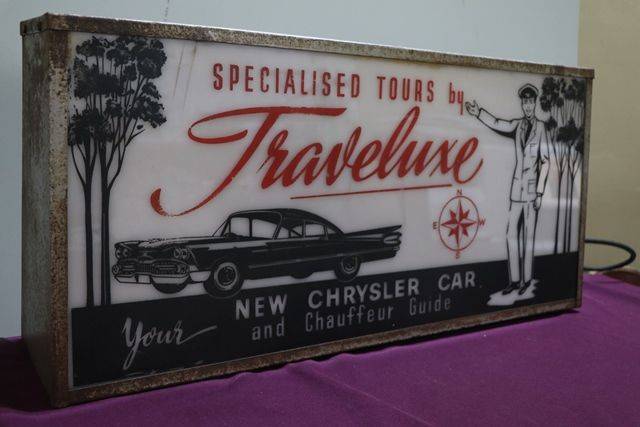 SPECIALISED TOURS by
Traveluxe
N
E W
S
NEW CHRYSLER CAR
Your and Chauffeur Guide